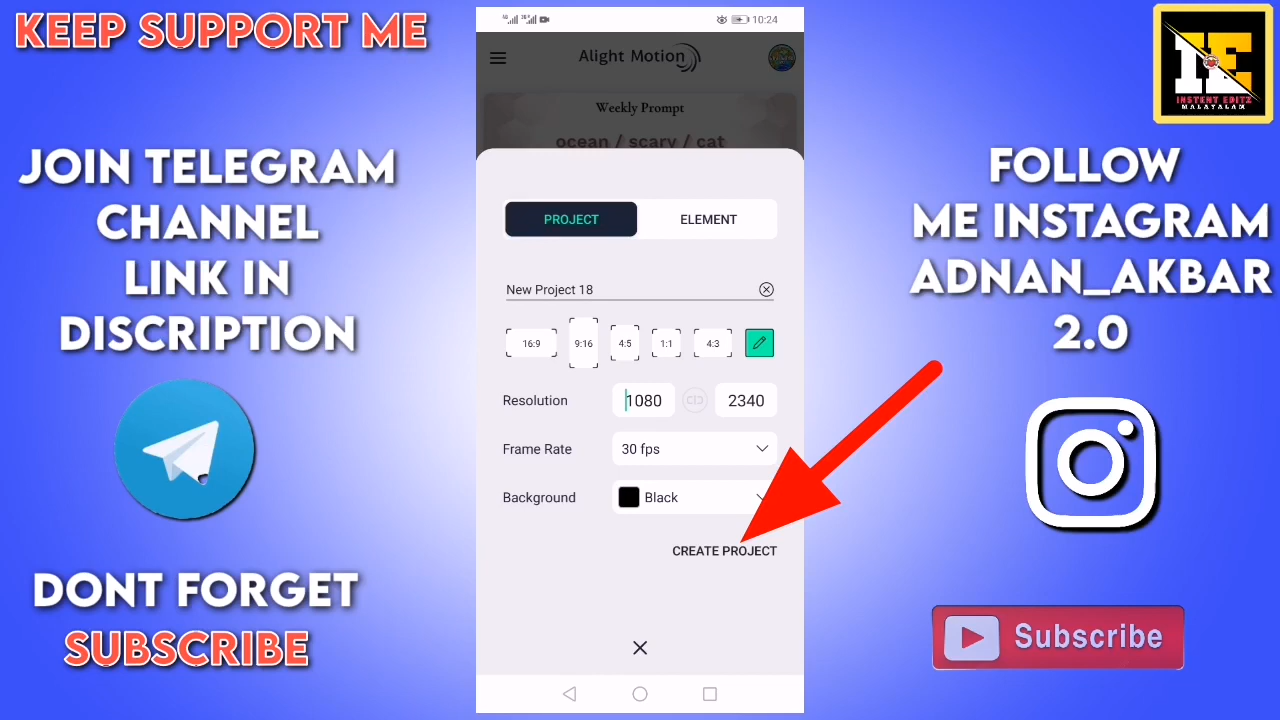 KEEP SUPPORT ME
JOIN TELEGRAM
CHANNEL
LINK IN
DISCRIPTION
DONT FORGET
SUBSCRIBE
10:24
Alight Motion
Weekly Prompt
ocean / scary / cat
PROJECT
ELEMENT
New Project 18
16:9
9:16
4:5
1:1
4:3
Resolution
1080
2340
Frame Rate
30 fps
Background
Black
CREATE PROJECT
IE
INSTENT EDITZ
MALAYALAM
FOLLOW
ME INSTAGRAM
ADNAN_AKBAR
2.0
Subscribe